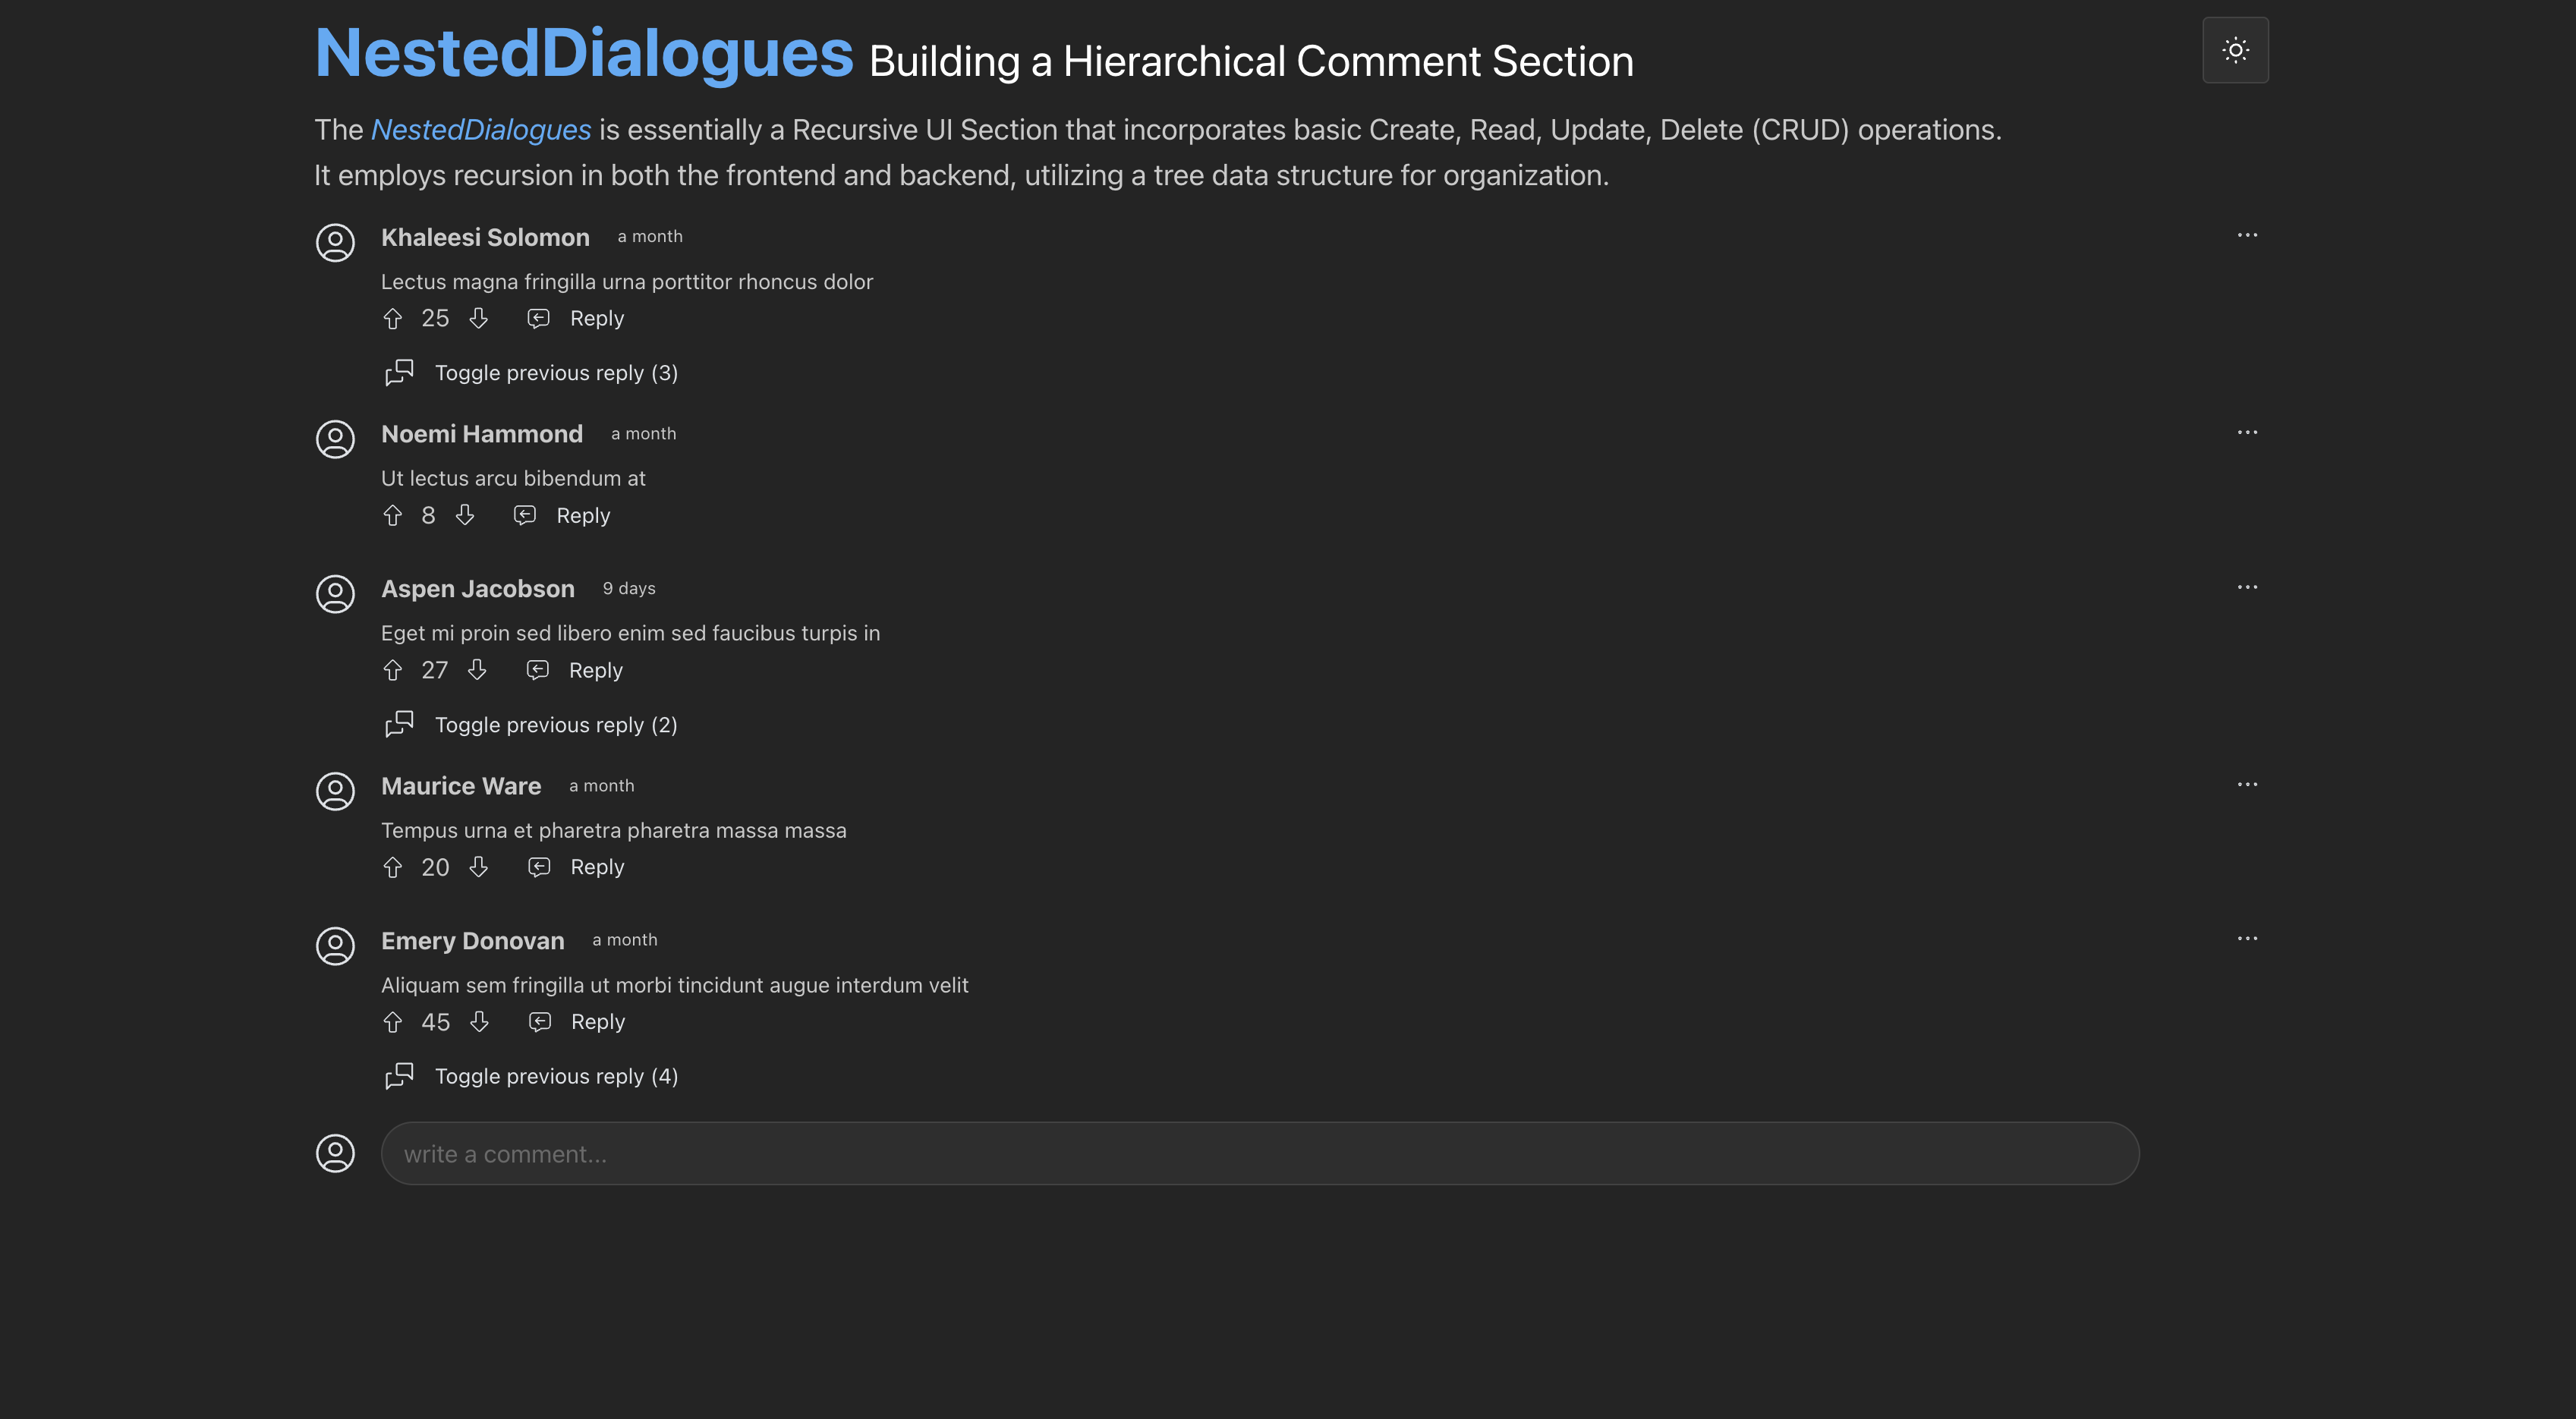 NestedDialogues Building a Hierarchical Comment Section
The NestedDialogues is essentially a Recursive UI Section that incorporates basic Create, Read, Update, Delete (CRUD) operations.
It employs recursion in both the frontend and backend, utilizing a tree data structure for organization.
Khaleesi Solomon a month
Lectus magna fringilla urna porttitor rhoncus dolor
25 Reply
Toggle previous reply (3)
Noemi Hammond a month
Ut lectus arcu bibendum at
8 Reply
Aspen Jacobson 9 days
Eget mi proin sed libero enim sed faucibus turpis in
27 Reply
Toggle previous reply (2)
Maurice Ware a month
Tempus urna et pharetra pharetra massa massa
20 Reply
Emery Donovan a month
Aliquam sem fringilla ut morbi tincidunt augue interdum velit
45 Reply
Toggle previous reply (4)
write a comment...